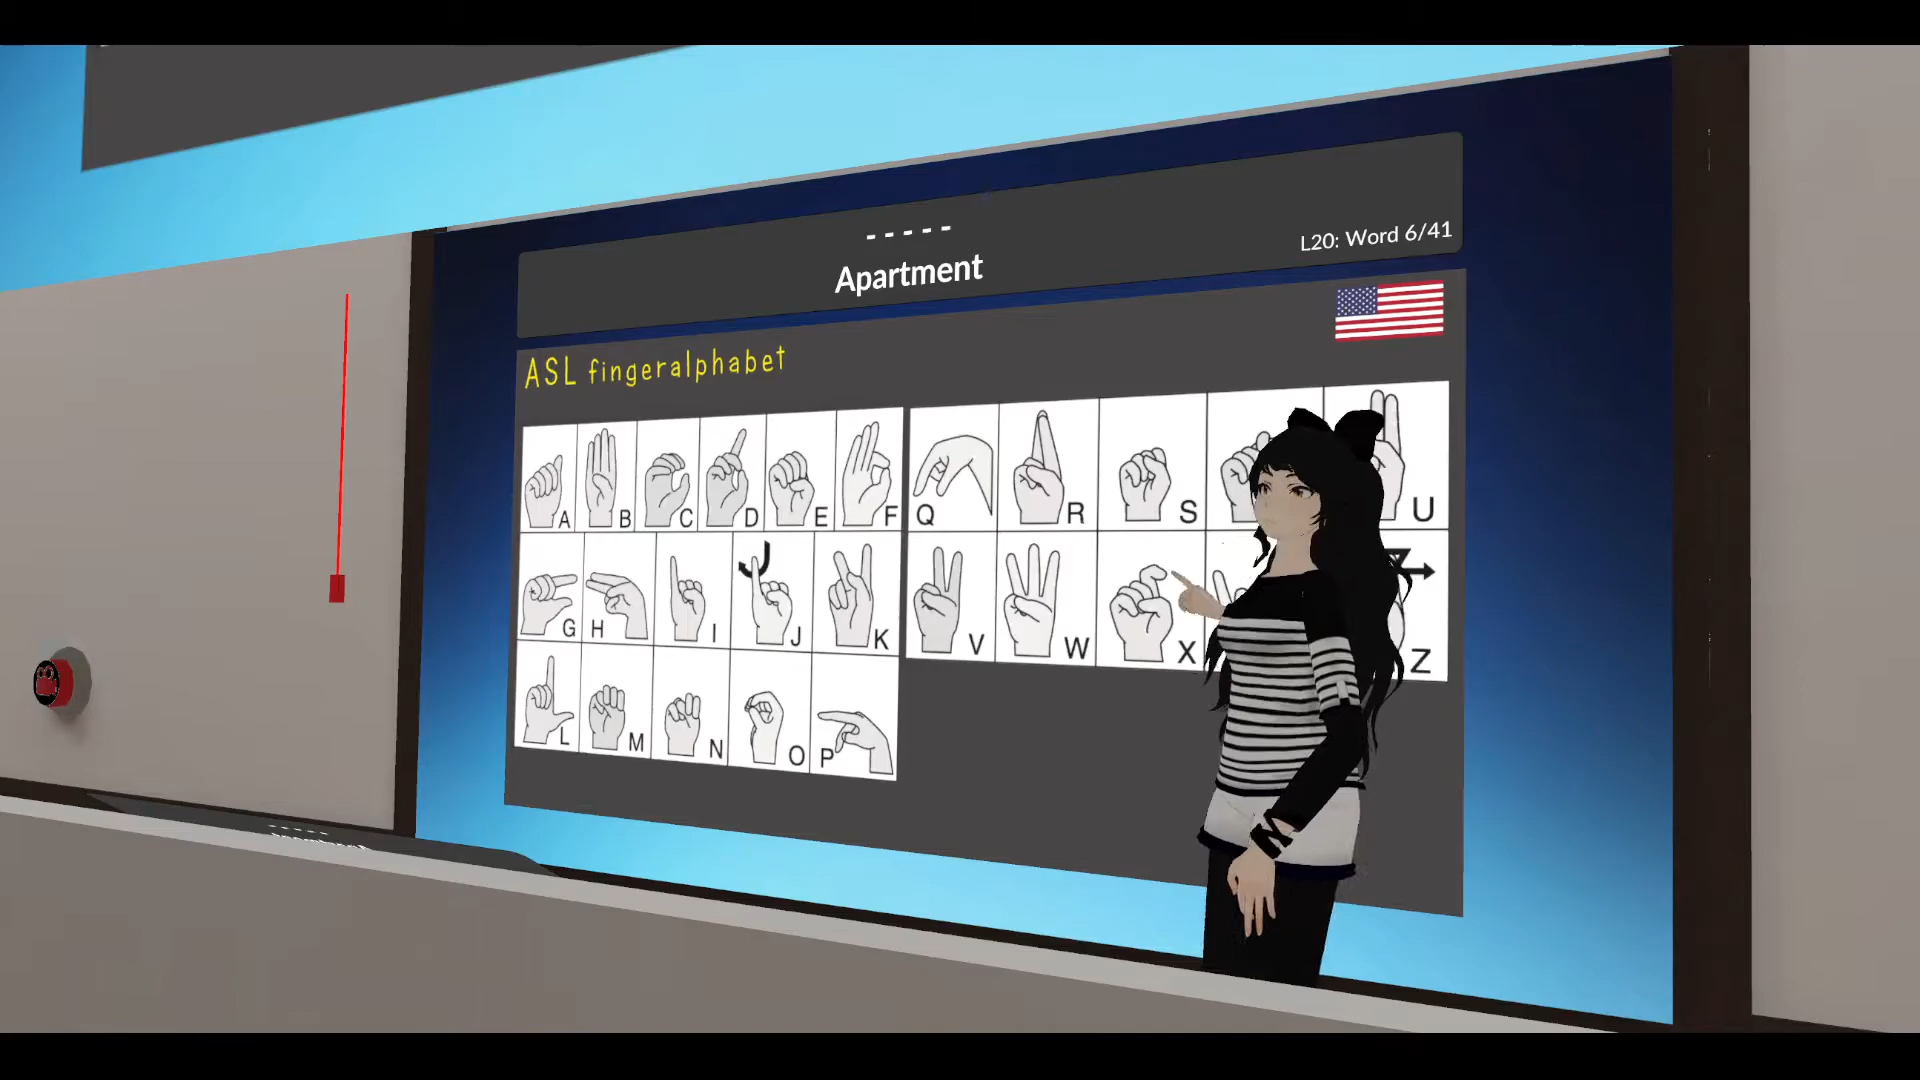 - - - - -
Apartment
L20: Word 6/41
ASL fingeralphabet
A B C D E F Q R S U
G H I J K V W X Z
L M N O P